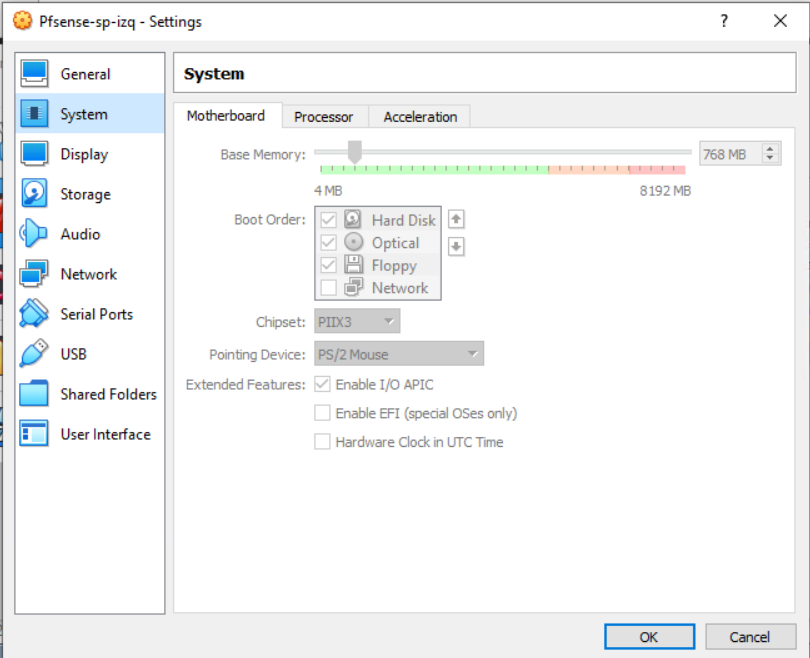 Pfsense-sp-izq - Settings
?
General
System
Display
Storage
Audio
Network
Serial Ports
USB
Shared Folders
User Interface
System
Motherboard
Processor
Acceleration
Base Memory:
768 MB
4 MB
8192 MB
Boot Order:
Hard Disk
Optical
Floppy
Network
Chipset:
PIIX3
Pointing Device:
PS/2 Mouse
Extended Features:
Enable I/O APIC
Enable EFI (special OSes only)
Hardware Clock in UTC Time
OK
Cancel